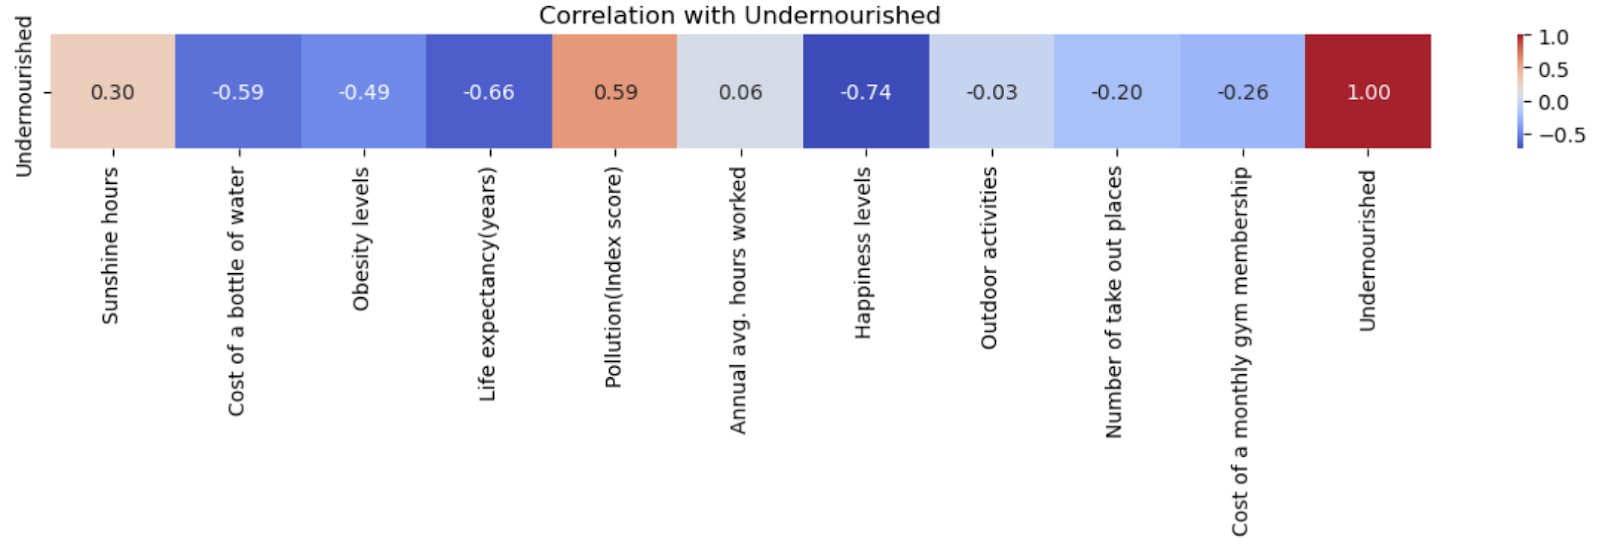 Correlation with Undernourished
Undernourished
0.30
-0.59
-0.49
-0.66
0.59
0.06
-0.74
-0.03
-0.20
-0.26
1.00
1.0
0.5
0.0
−0.5
Sunshine hours
Cost of a bottle of water
Obesity levels
Life expectancy(years)
Pollution(Index score)
Annual avg. hours worked
Happiness levels
Outdoor activities
Number of take out places
Cost of a monthly gym membership
Undernourished